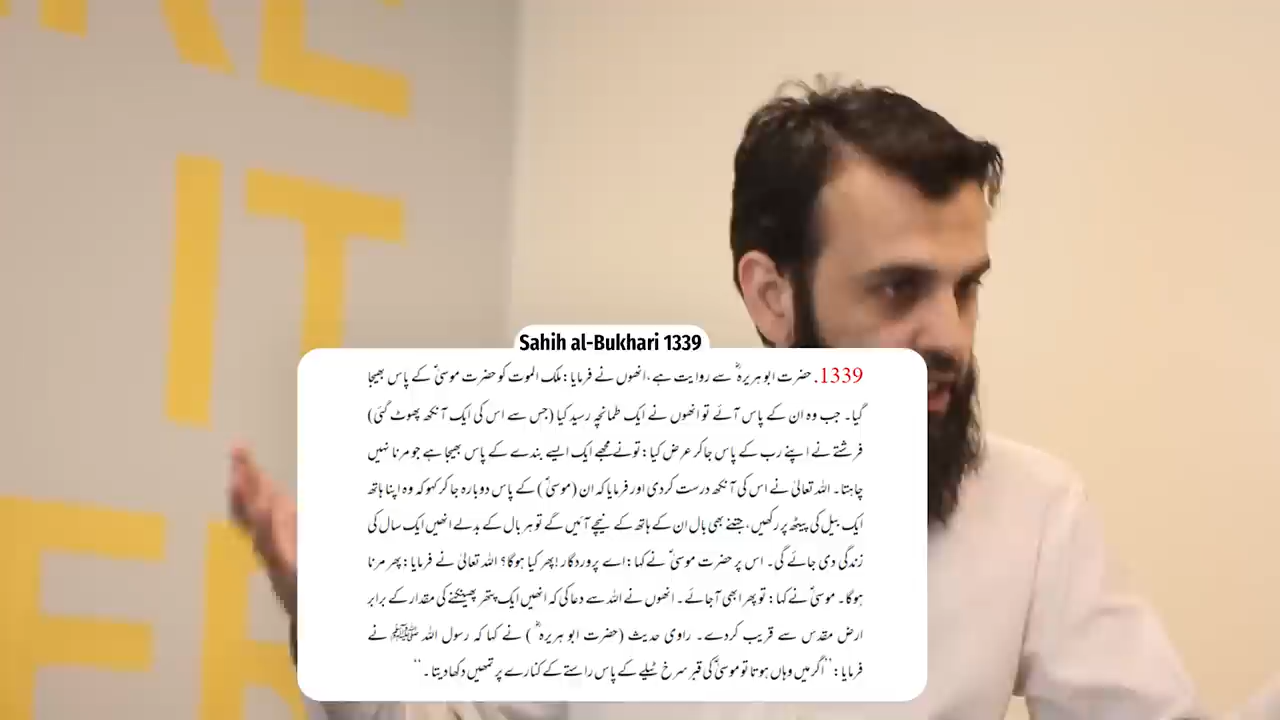 IT
Sahih al-Bukhari 1339
1339. حضرت ابو ہریرہؓ سے روایت ہے، انھوں نے فرمایا: ملک الموت کو حضرت موسیٰؑ کے پاس بھیجا
گیا۔ جب وہ ان کے پاس آئے تو انھوں نے ایک طمانچہ رسید کیا (جس سے اس کی ایک آنکھ پھوٹ گئی)
فرشتے نے اپنے رب کے پاس جا کر عرض کیا: تو نے مجھے ایک ایسے بندے کے پاس بھیجا ہے جو مرنا نہیں
چاہتا۔ اللہ تعالیٰ نے اس کی آنکھ درست کردی اور فرمایا کہ ان (موسیٰؑ) کے پاس دوبارہ جا کر کہو کہ وہ اپنا ہاتھ
ایک بیل کی پیٹھ پر رکھیں، جتنے بھی بال ان کے ہاتھ کے نیچے آئیں گے تو ہر بال کے بدلے انھیں ایک سال کی
زندگی دی جائے گی۔ اس پر حضرت موسیٰؑ نے کہا: اے پروردگار! پھر کیا ہوگا؟ اللہ تعالیٰ نے فرمایا: پھر مرنا
ہوگا۔ موسیٰؑ نے کہا: تو پھر ابھی آجائے۔ انھوں نے اللہ سے دعا کی کہ انھیں ایک پتھر پھینکنے کی مقدار کے برابر
ارض مقدس سے قریب کردے۔ راوی حدیث (حضرت ابو ہریرہؓ) نے کہا کہ رسول اللہ ﷺ نے
فرمایا: ’’اگر میں وہاں ہوتا تو موسیٰؑ کی قبر سرخ ٹیلے کے پاس راستے کے کنارے پر تمھیں دکھا دیتا۔‘‘